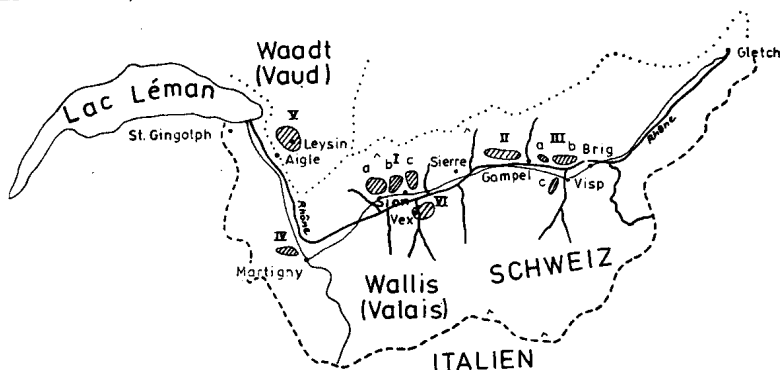 Waadt
(Vaud)
Gletch
Lac Léman
St. Gingolph
V
Leysin
Aigle
Rhône
a b I c
Sion
Sierre
II
Gampel
a III b
c
Brig
Visp
Rhône
Vex
VI
IV
Martigny
Wallis
(Valais)
SCHWEIZ
ITALIEN